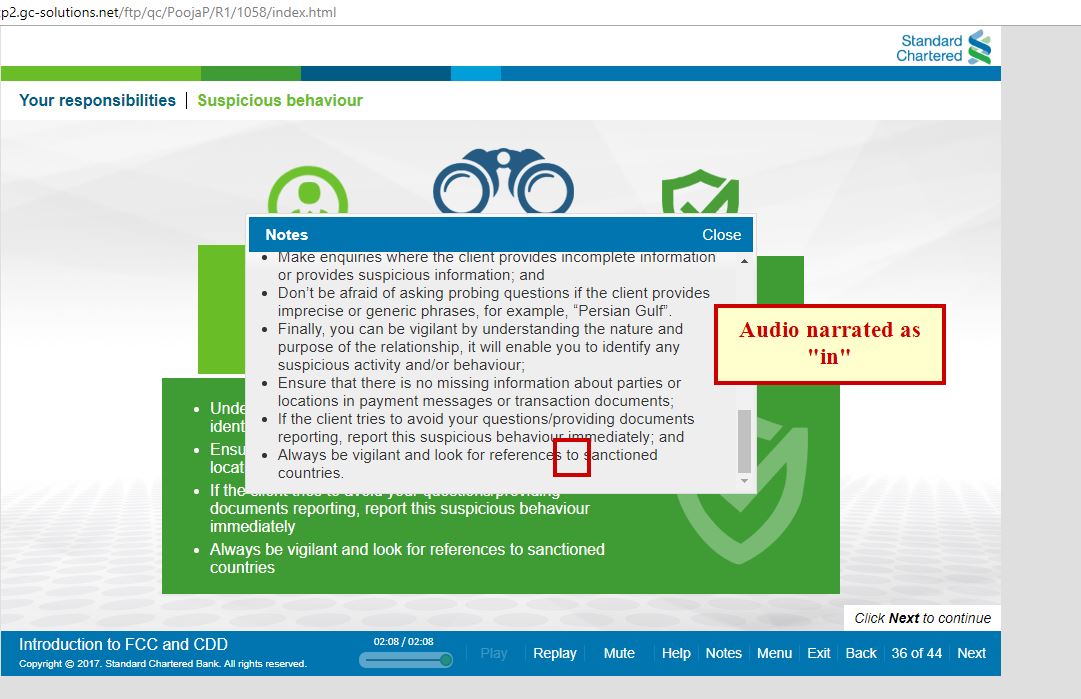 p2.gc-solutions.net/ftp/qc/PoojaP/R1/1058/index.html
Standard
Chartered
Your responsibilities | Suspicious behaviour
Notes Close
Make enquiries where the client provides incomplete information
or provides suspicious information; and
• Don't be afraid of asking probing questions if the client provides
imprecise or generic phrases, for example, “Persian Gulf”.
• Finally, you can be vigilant by understanding the nature and
purpose of the relationship, it will enable you to identify any
suspicious activity and/or behaviour;
• Ensure that there is no missing information about parties or
locations in payment messages or transaction documents;
• If the client tries to avoid your questions/providing documents
reporting, report this suspicious behaviour immediately; and
• Always be vigilant and look for references to sanctioned
countries.
Audio narrated as
"in"
• Unde
ident
• Ensu
locat
• If the client tries to avoid your questions/providing
documents reporting, report this suspicious behaviour
immediately
• Always be vigilant and look for references to sanctioned
countries
Click Next to continue
Introduction to FCC and CDD
Copyright © 2017. Standard Chartered Bank. All rights reserved.
02:08 / 02:08
Play Replay Mute Help Notes Menu Exit Back 36 of 44 Next